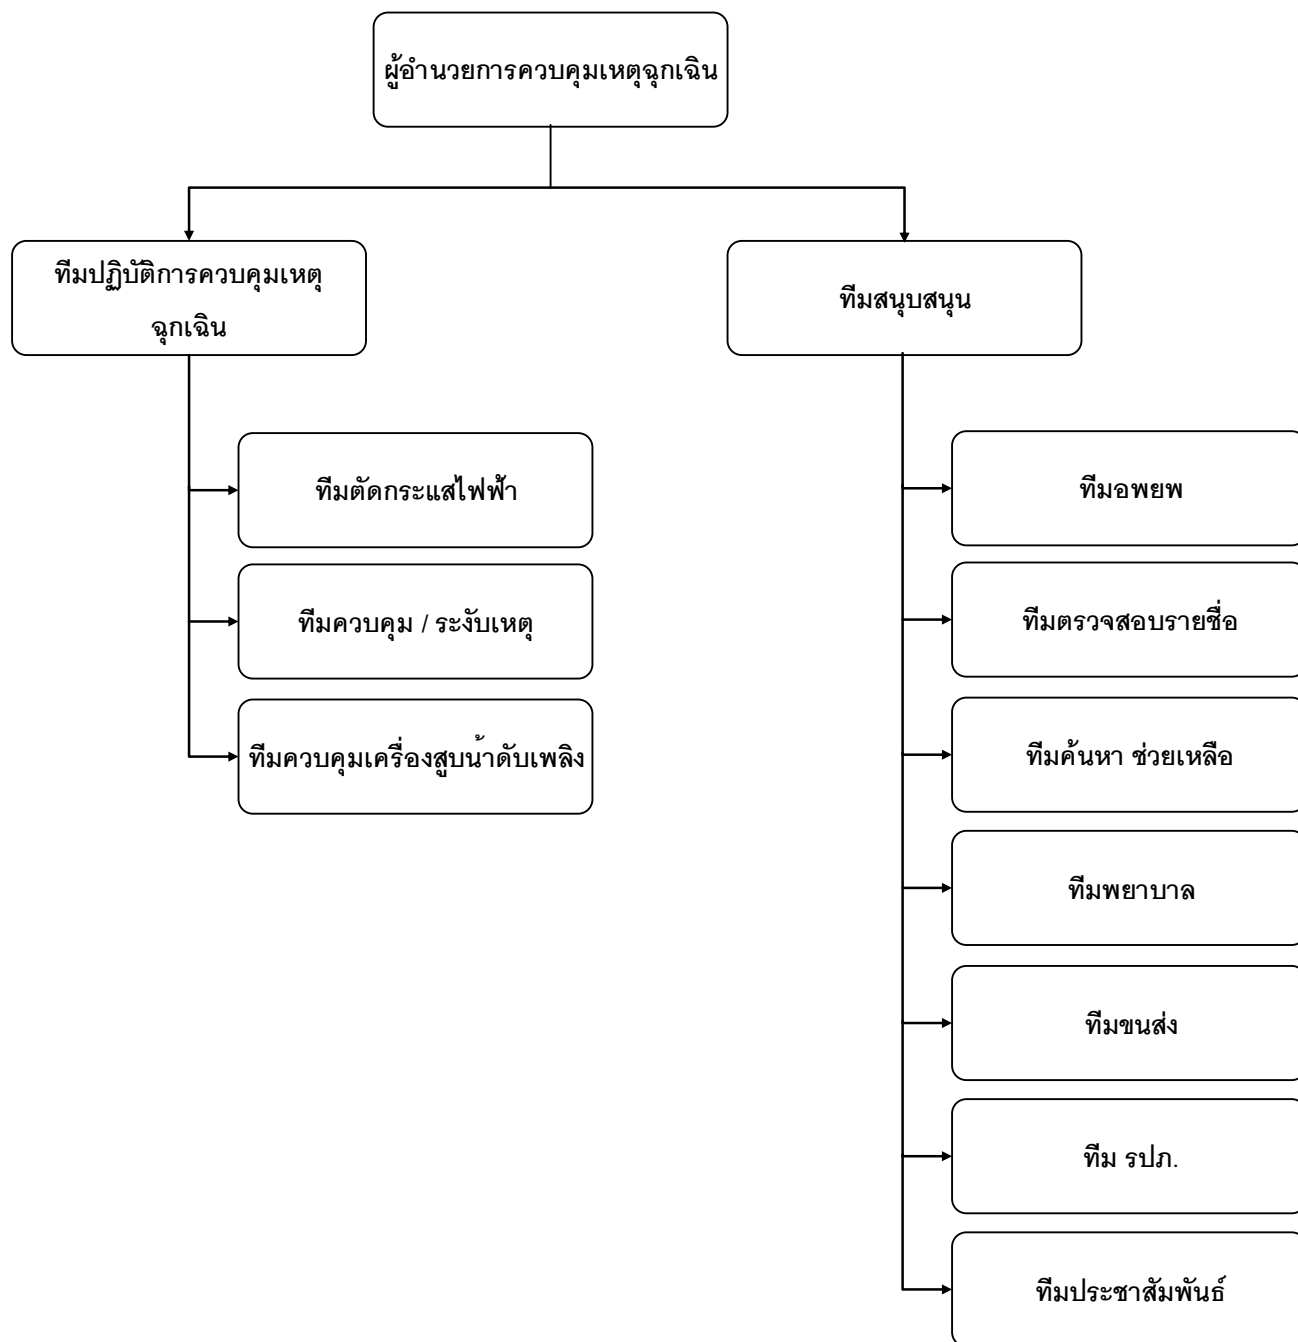 ผู้อำนวยการควบคุมเหตุฉุกเฉิน
ทีมปฏิบัติการควบคุมเหตุ
ฉุกเฉิน
ทีมสนุบสนุน
ทีมตัดกระแสไฟฟ้า
ทีมควบคุม / ระงับเหตุ
ทีมควบคุมเครื่องสูบน้ำดับเพลิง
ทีมอพยพ
ทีมตรวจสอบรายชื่อ
ทีมค้นหา ช่วยเหลือ
ทีมพยาบาล
ทีมขนส่ง
ทีม รปภ.
ทีมประชาสัมพันธ์